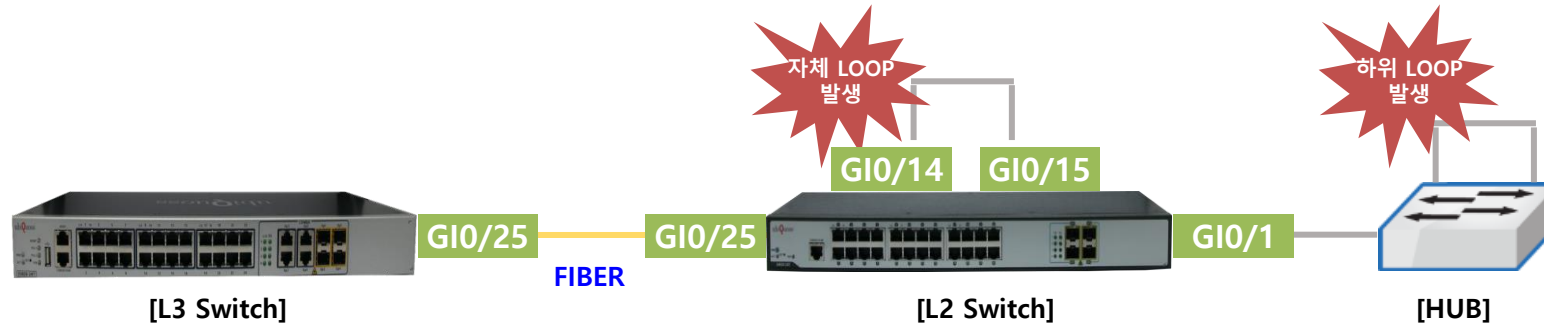 자체 LOOP
발생
하위 LOOP
발생
GI0/14
GI0/15
GI0/25
GI0/25
GI0/1
FIBER
[L3 Switch]
[L2 Switch]
[HUB]